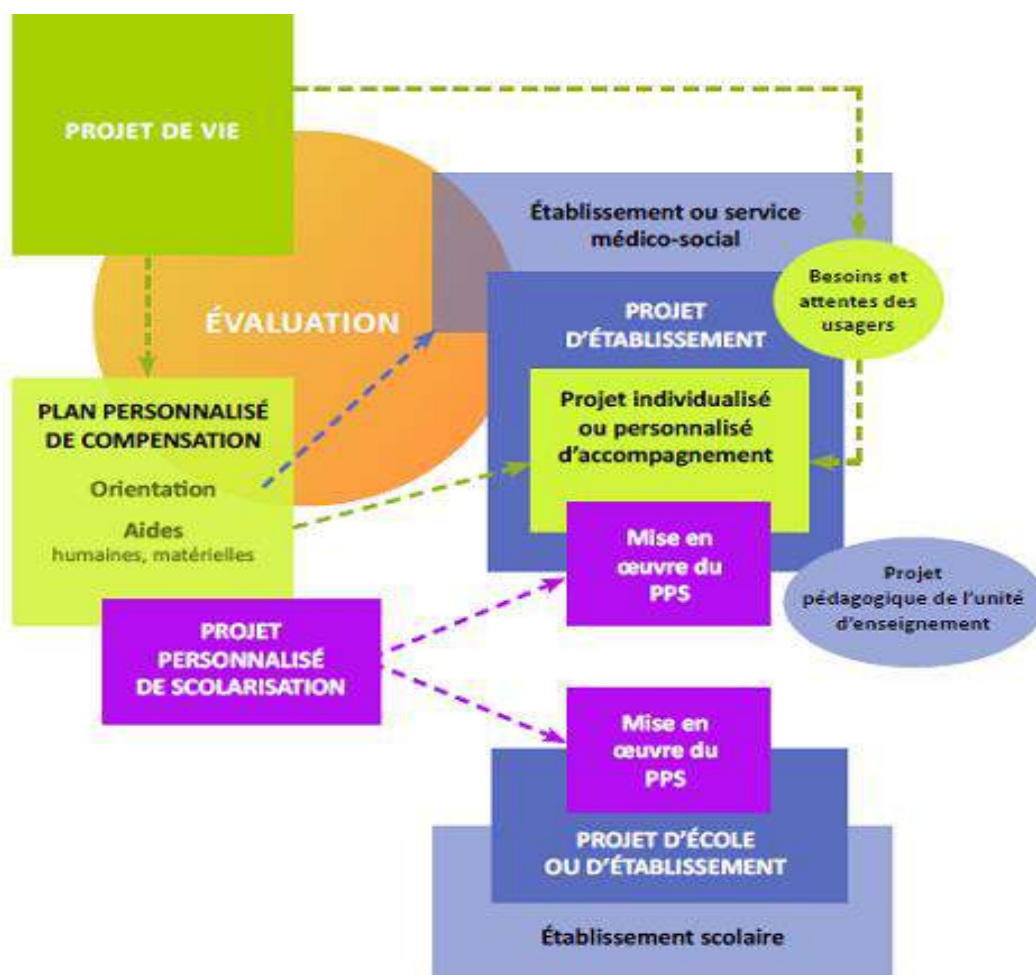 PROJET DE VIE
Établissement ou service
médico-social
Besoins et
attentes des
usagers
ÉVALUATION
PROJET
D'ÉTABLISSEMENT
PLAN PERSONNALISÉ
DE COMPENSATION
Orientation
Aides
humaines, matérielles
Projet individualisé
ou personnalisé
d'accompagnement
Mise en
œuvre du
PPS
Projet
pédagogique de l'unité
d'enseignement
PROJET
PERSONNALISÉ
DE SCOLARISATION
Mise en
œuvre du
PPS
PROJET D'ÉCOLE
OU D'ÉTABLISSEMENT
Établissement scolaire